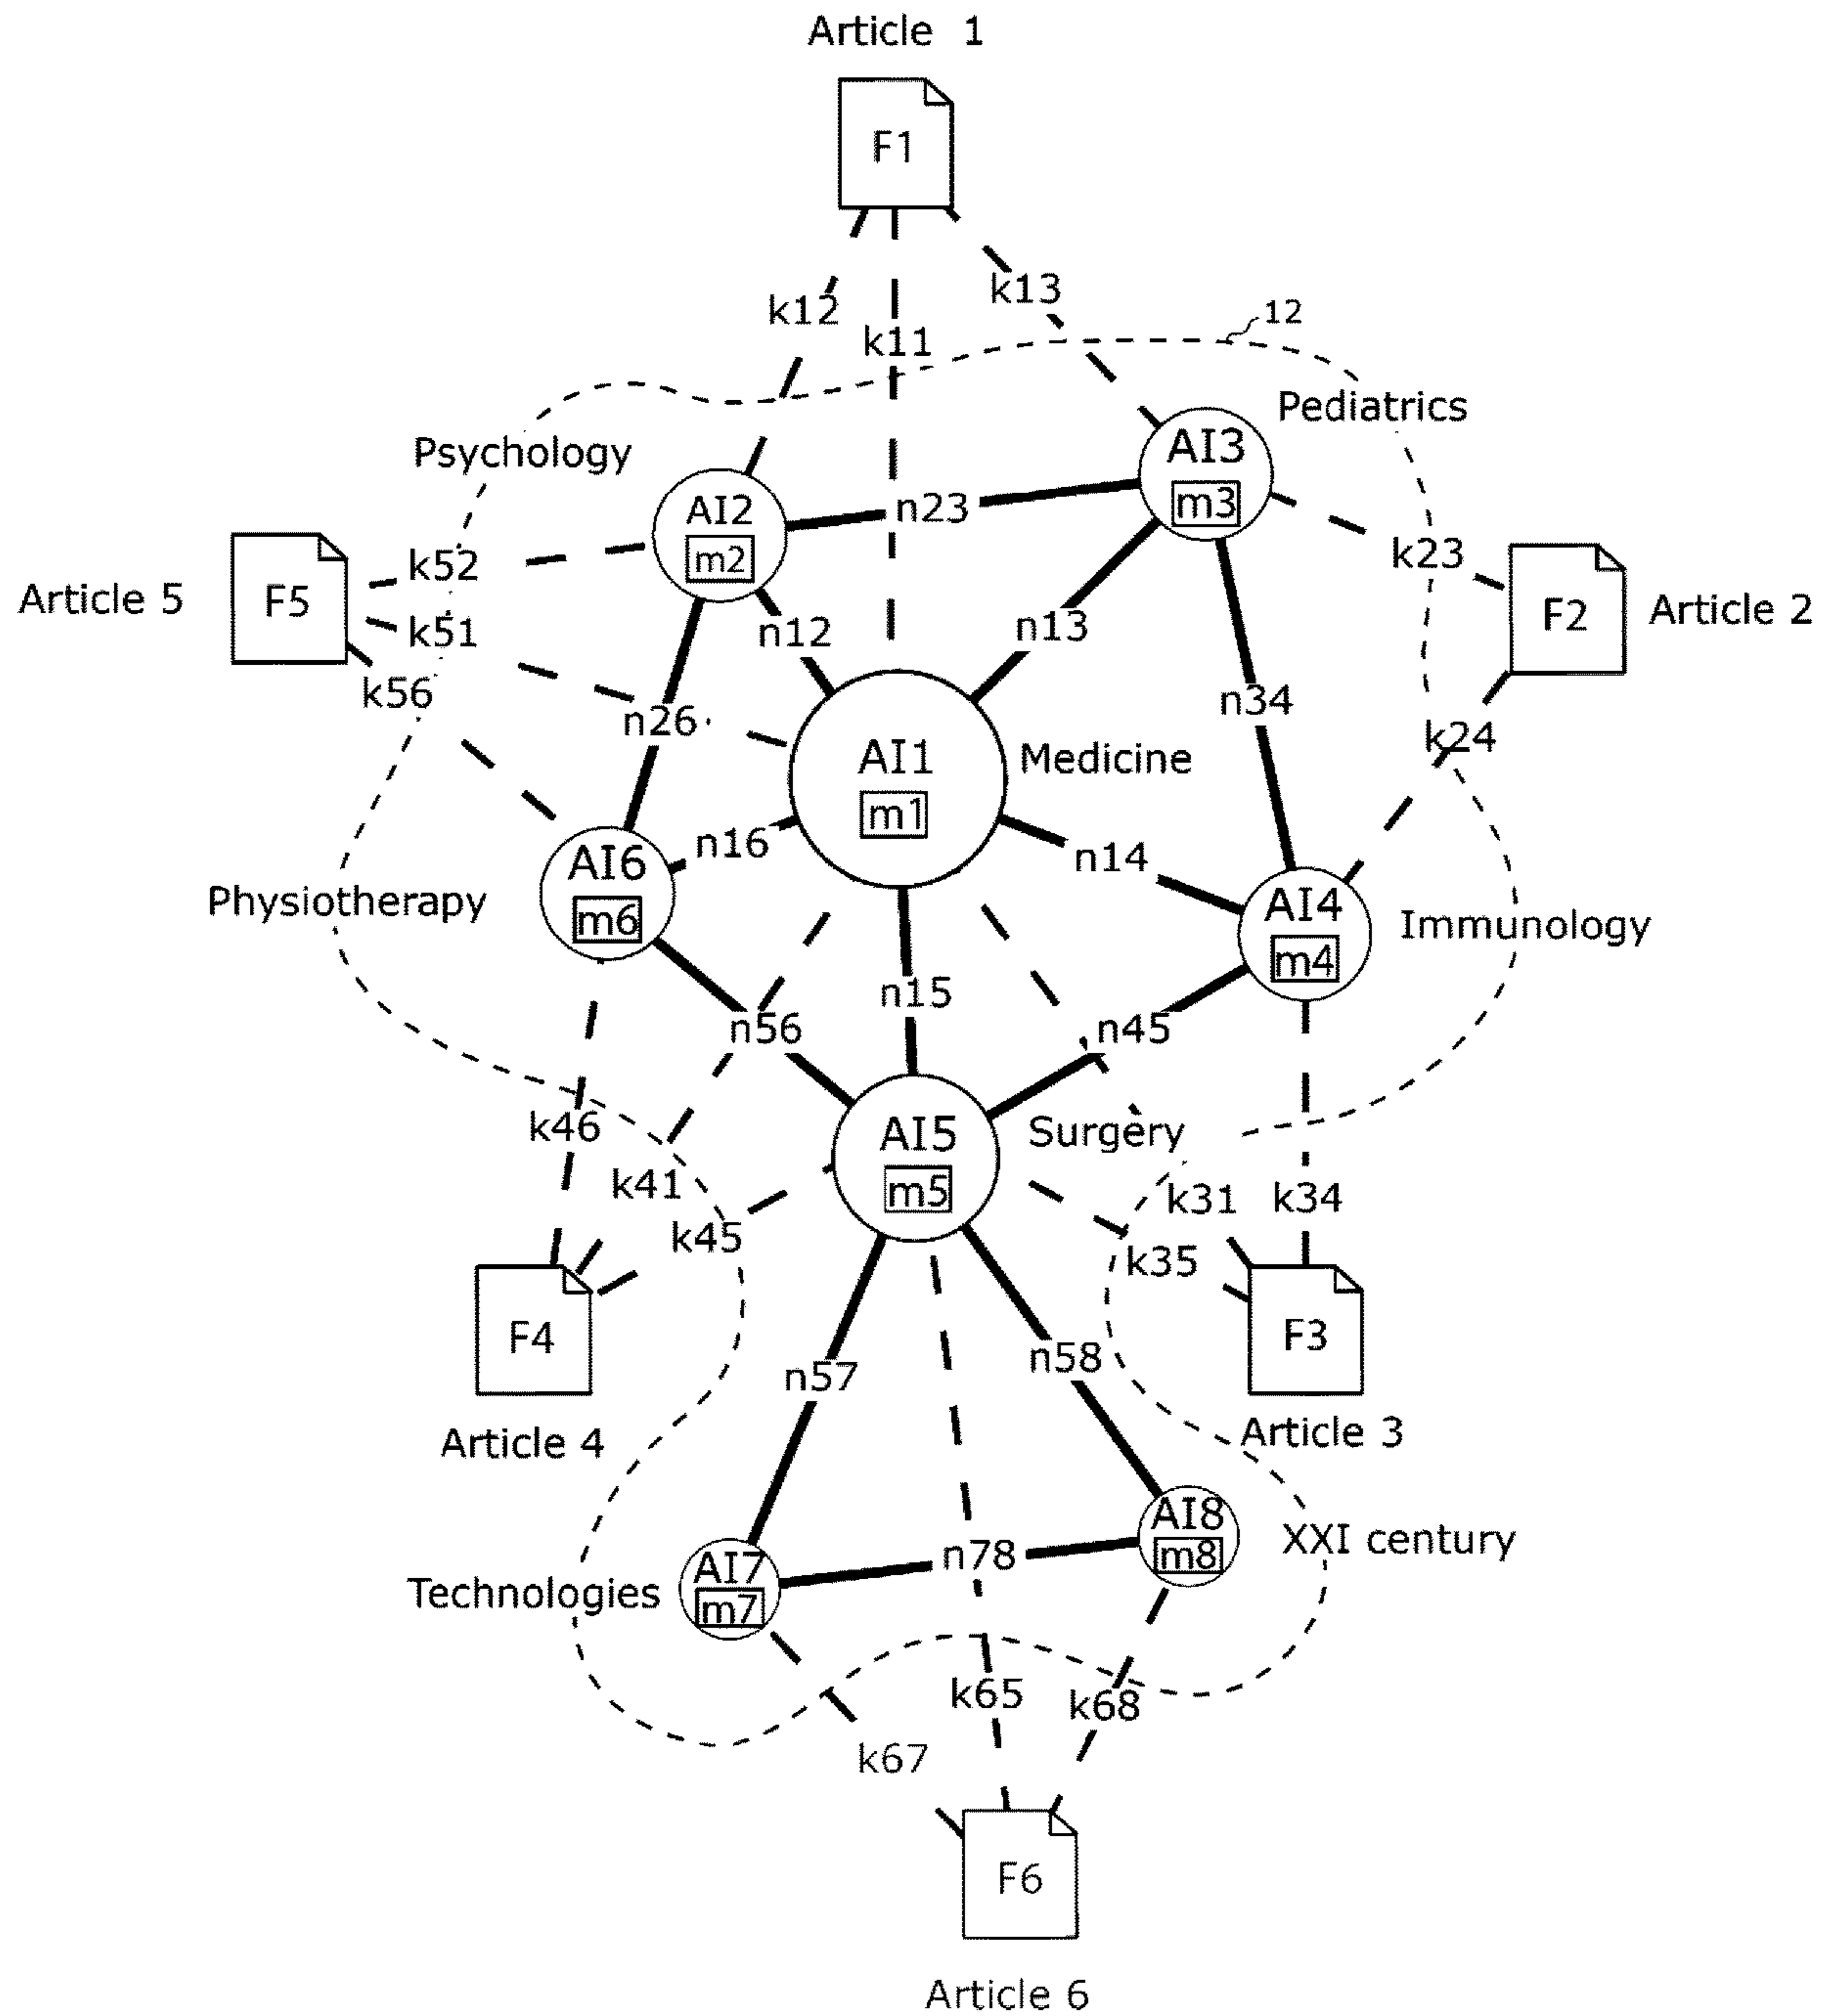 Article 1
F1
k12
k11
k13
12
Pediatrics
Psychology
AI3
m3
AI2
m2
n23
k52
k23
Article 5
F5
F2
Article 2
k51
n12
n13
k56
n26
n34
k24
AI1
m1
Medicine
n16
n14
AI6
m6
Physiotherapy
AI4
m4
Immunology
n15
n56
n45
k46
AI5
m5
Surgery
k41
k31
k34
k45
k35
F4
F3
n57
n58
Article 4
Article 3
AI8
m8
XXI century
n78
AI7
m7
Technologies
k65
k68
k67
F6
Article 6